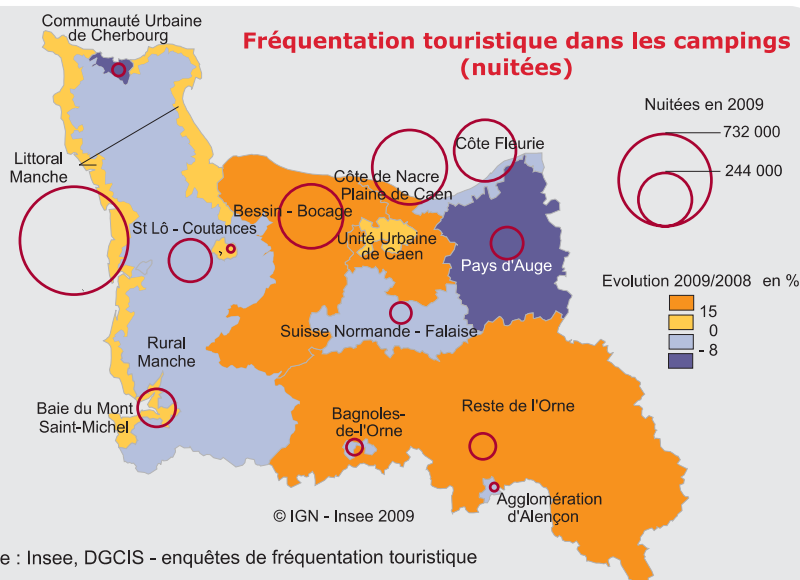 Communauté Urbaine
de Cherbourg
Fréquentation touristique dans les campings
(nuitées)
Nuitées en 2009
732 000
244 000
Littoral
Manche
Côte Fleurie
Côte de Nacre
Plaine de Caen
Bessin - Bocage
St Lô - Coutances
Unité Urbaine
de Caen
Pays d'Auge
Evolution 2009/2008 en %
15
0
- 8
Suisse Normande - Falaise
Rural
Manche
Baie du Mont
Saint-Michel
Bagnoles-
de-l'Orne
Reste de l'Orne
Agglomération
d'Alençon
© IGN - Insee 2009
e : Insee, DGCIS - enquêtes de fréquentation touristique